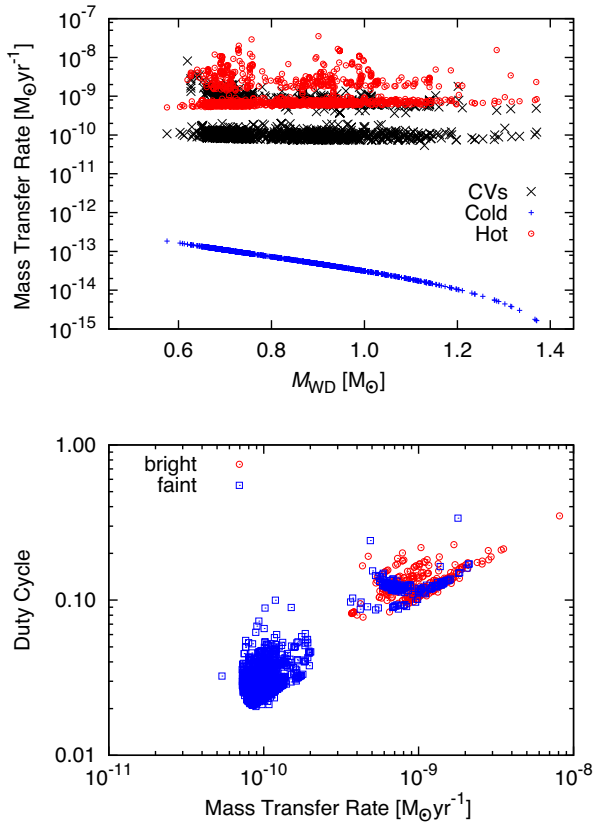 Mass Transfer Rate [M⊙yr⁻¹]
10⁻⁷
10⁻⁸
10⁻⁹
10⁻¹⁰
10⁻¹¹
10⁻¹²
10⁻¹³
10⁻¹⁴
10⁻¹⁵
CVs
Cold
Hot
0.6 0.8 1.0 1.2 1.4
M_WD [M⊙]
Duty Cycle
1.00
0.10
0.01
bright
faint
10⁻¹¹ 10⁻¹⁰ 10⁻⁹ 10⁻⁸
Mass Transfer Rate [M⊙yr⁻¹]